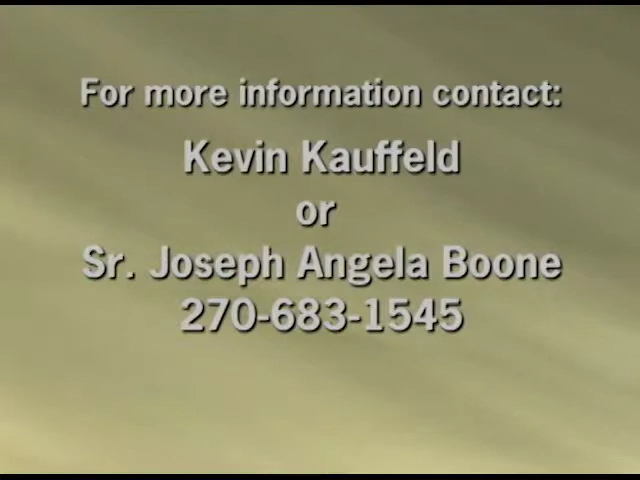 For more information contact:
Kevin Kauffeld
or
Sr. Joseph Angela Boone
270-683-1545